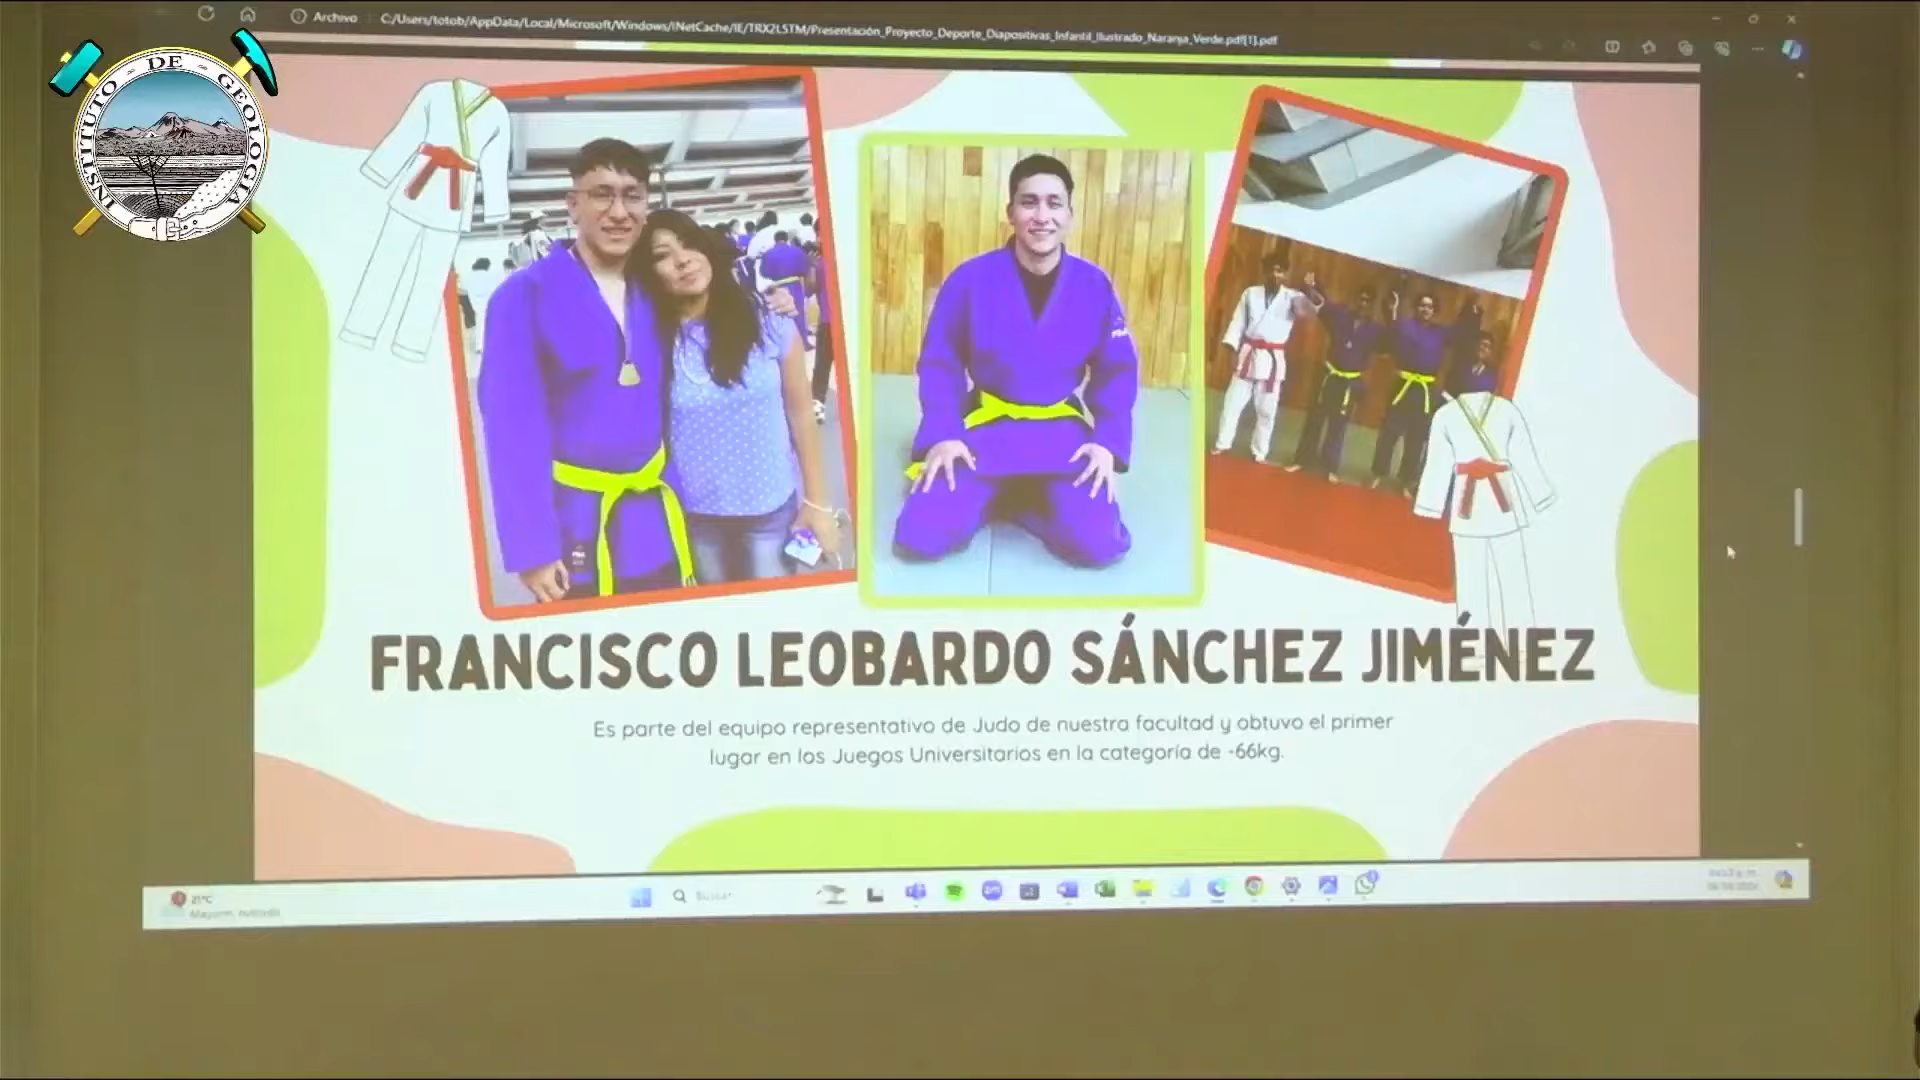 Archivo
C:/Users/totob/AppData/Local/Microsoft/Windows/INetCache/IE/TRX2LSTM/Presentación_Proyecto_Deporte_Diapositivas_Infantil_Ilustrado_Naranja_Verde.pdf[1].pdf
INSTITUTO - DE - GEOLOGIA
FRANCISCO LEOBARDO SÁNCHEZ JIMÉNEZ
Es parte del equipo representativo de Judo de nuestra facultad y obtuvo el primer
lugar en los Juegos Universitarios en la categoría de -66kg.
21°C
Buscar